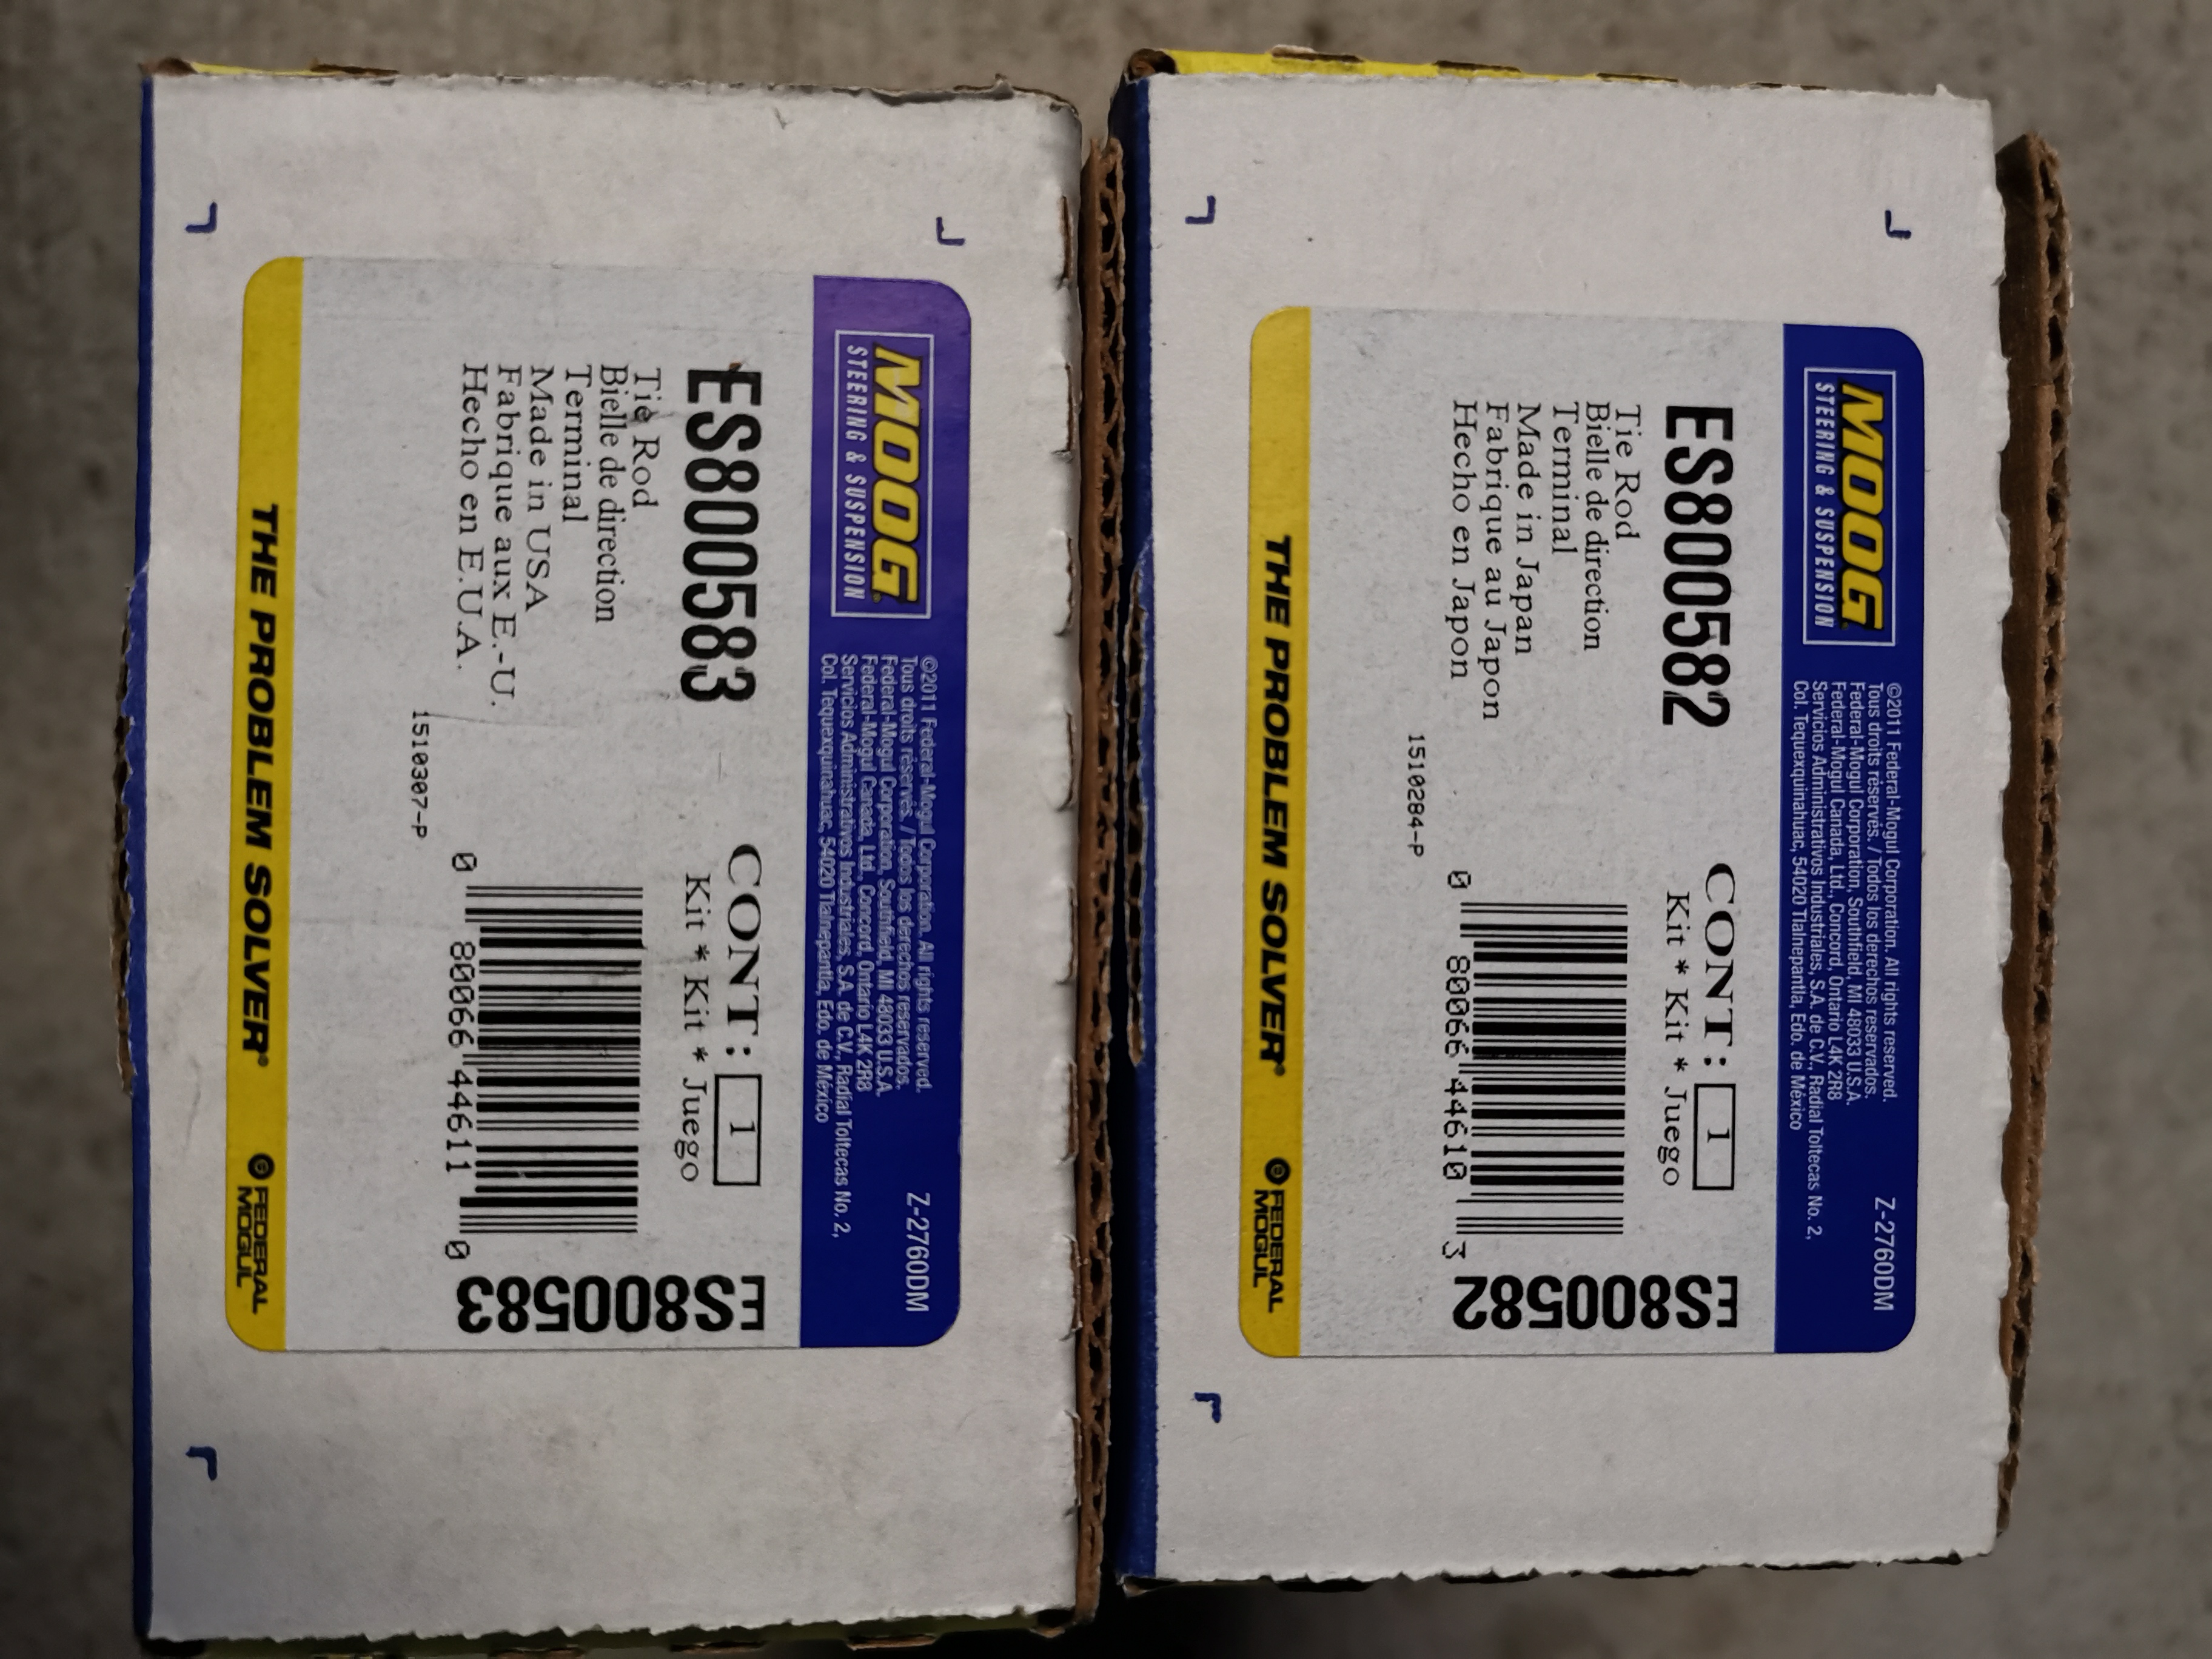 MOOG
STEERING & SUSPENSION
©2011 Federal-Mogul Corporation. All rights reserved.
Tous droits réservés. / Todos los derechos reservados.
Federal-Mogul Corporation, Southfield, MI 48033 U.S.A.
Federal-Mogul Canada, Ltd., Concord, Ontario L4K 2R8
Servicios Administrativos Industriales, S.A. de C.V., Radial Toltecas No. 2,
Col. Tequexquinahuac, 54020 Tlalnepantla, Edo. de México
Z-2760DM
ES800582
Tie Rod
Bielle de direction
Terminal
Made in Japan
Fabrique au Japon
Hecho en Japon
1510284-P
CONT: 1
Kit * Kit * Juego
0 80066 44610 3
ES800582
THE PROBLEM SOLVER®
FEDERAL
MOGUL
MOOG®
STEERING & SUSPENSION
©2011 Federal-Mogul Corporation. All rights reserved.
Tous droits réservés. / Todos los derechos reservados.
Federal-Mogul Corporation, Southfield, MI 48033 U.S.A.
Federal-Mogul Canada, Ltd., Concord, Ontario L4K 2R8
Servicios Administrativos Industriales, S.A. de C.V., Radial Toltecas No. 2,
Col. Tequexquinahuac, 54020 Tlalnepantla, Edo. de México
Z-2760DM
ES800583
Tie Rod
Bielle de direction
Terminal
Made in USA
Fabrique aux E.-U.
Hecho en E.U.A.
1510307-P
CONT: 1
Kit * Kit * Juego
0 80066 44611 0
ES800583
THE PROBLEM SOLVER®
FEDERAL
MOGUL